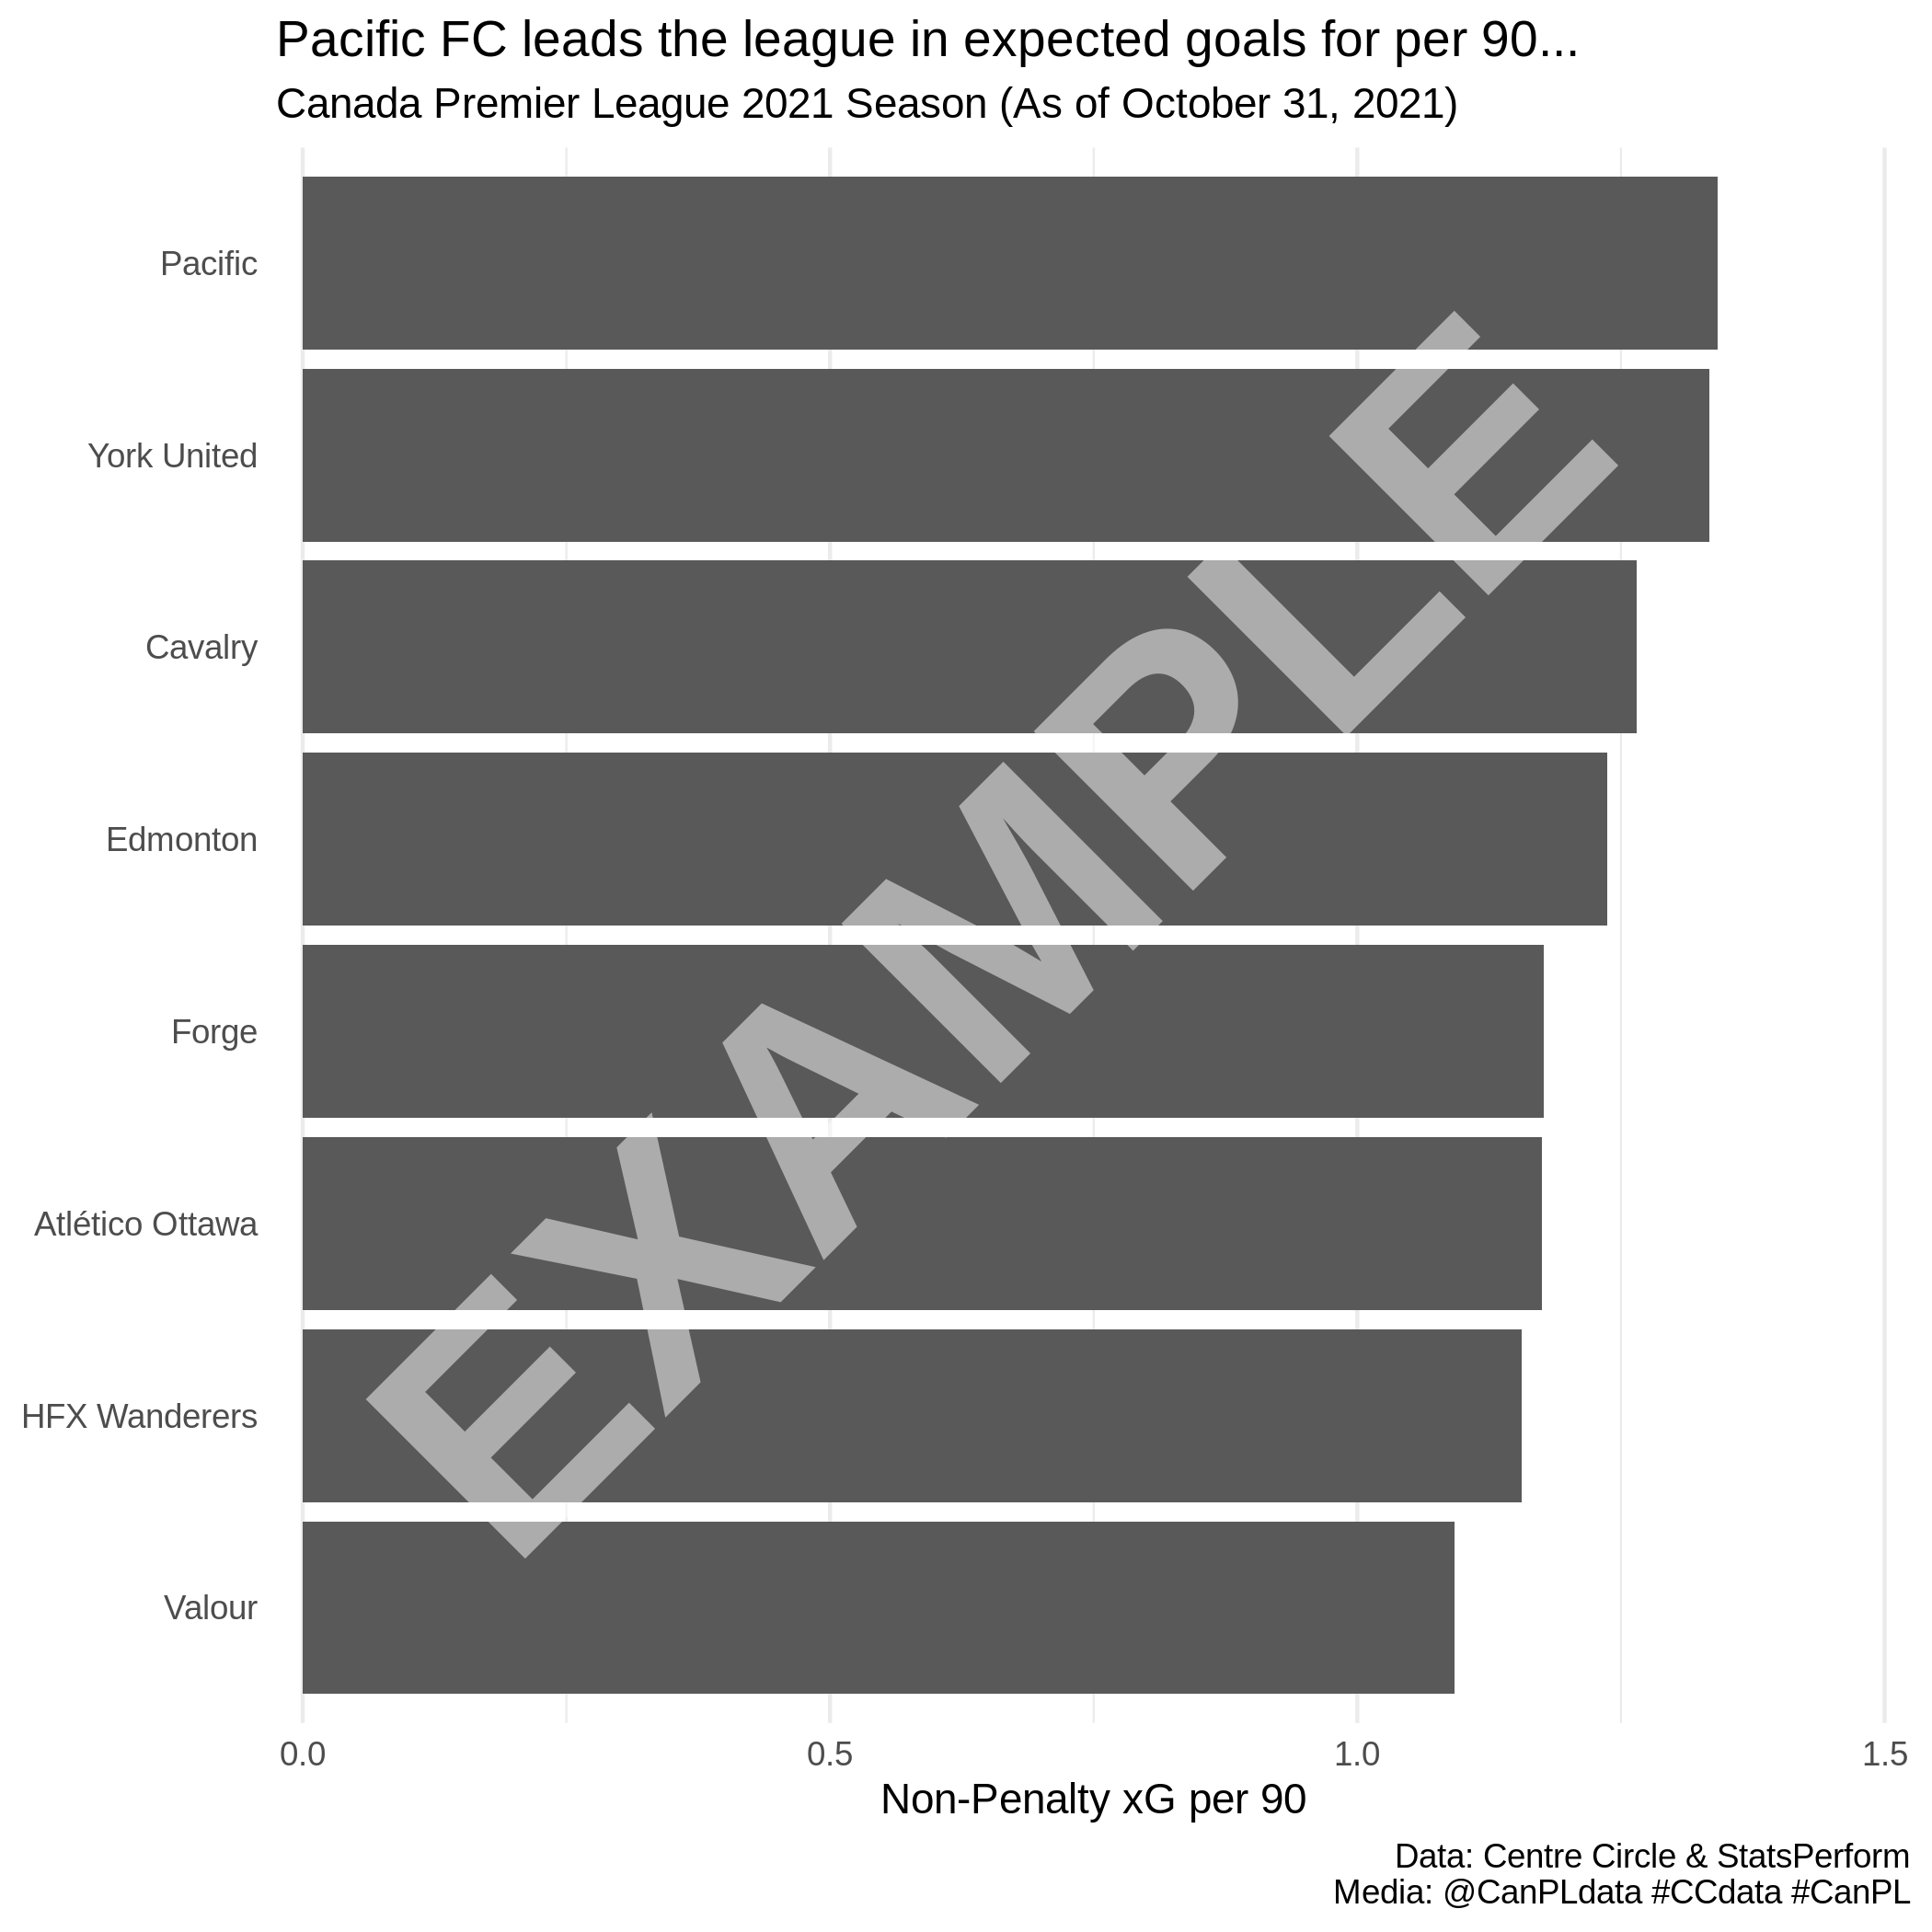 Pacific FC leads the league in expected goals for per 90...
Canada Premier League 2021 Season (As of October 31, 2021)
Pacific
York United
Cavalry
Edmonton
Forge
Atlético Ottawa
HFX Wanderers
Valour
EXAMPLE
0.0 0.5 1.0 1.5
Non-Penalty xG per 90
Data: Centre Circle & StatsPerform
Media: @CanPLdata #CCdata #CanPL